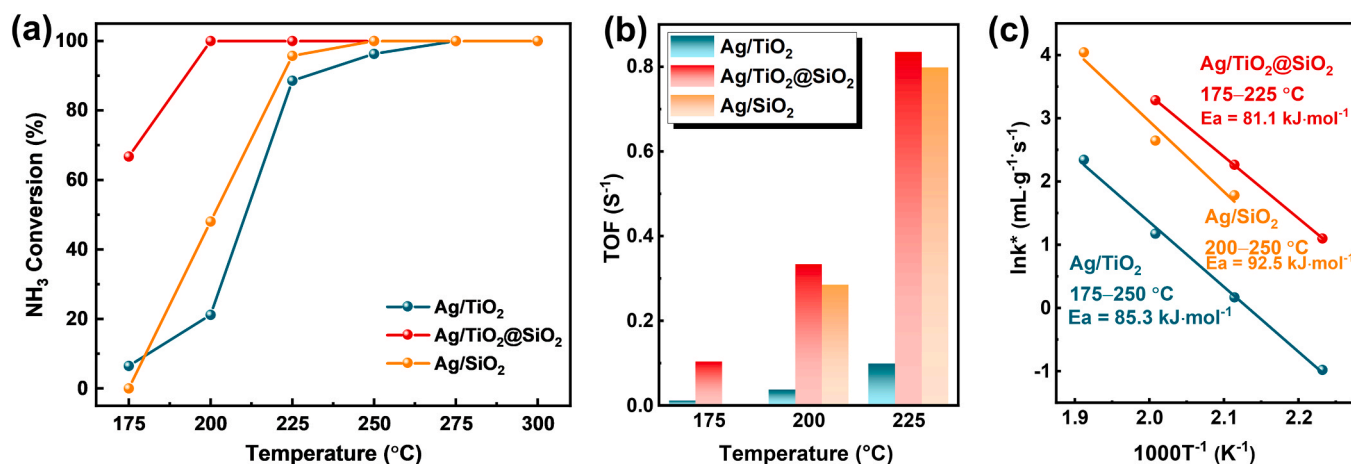 (a)
100
80
60
40
20
0
NH3 Conversion (%)
Ag/TiO2
Ag/TiO2@SiO2
Ag/SiO2
175 200 225 250 275 300
Temperature (°C)
(b)
Ag/TiO2
Ag/TiO2@SiO2
Ag/SiO2
0.8
0.6
0.4
0.2
0.0
TOF (S-1)
175 200 225
Temperature (°C)
(c)
4
3
2
1
0
-1
lnk* (mL·g-1·s-1)
Ag/TiO2@SiO2
175–225 °C
Ea = 81.1 kJ·mol-1
Ag/SiO2
200–250 °C
Ea = 92.5 kJ·mol-1
Ag/TiO2
175–250 °C
Ea = 85.3 kJ·mol-1
1.9 2.0 2.1 2.2
1000T-1 (K-1)